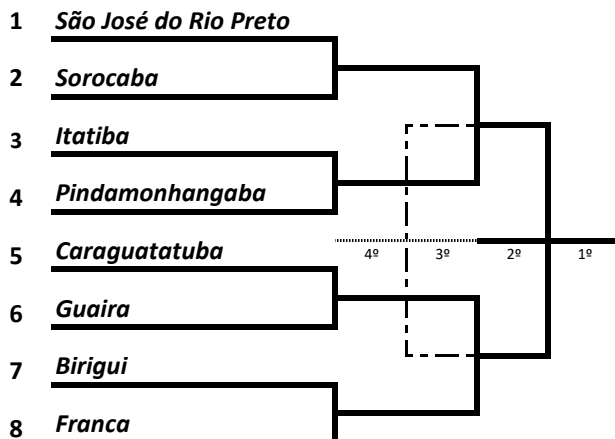 1 São José do Rio Preto
2 Sorocaba
3 Itatiba
4 Pindamonhangaba
5 Caraguatatuba
4º 3º 2º 1º
6 Guaira
7 Birigui
8 Franca